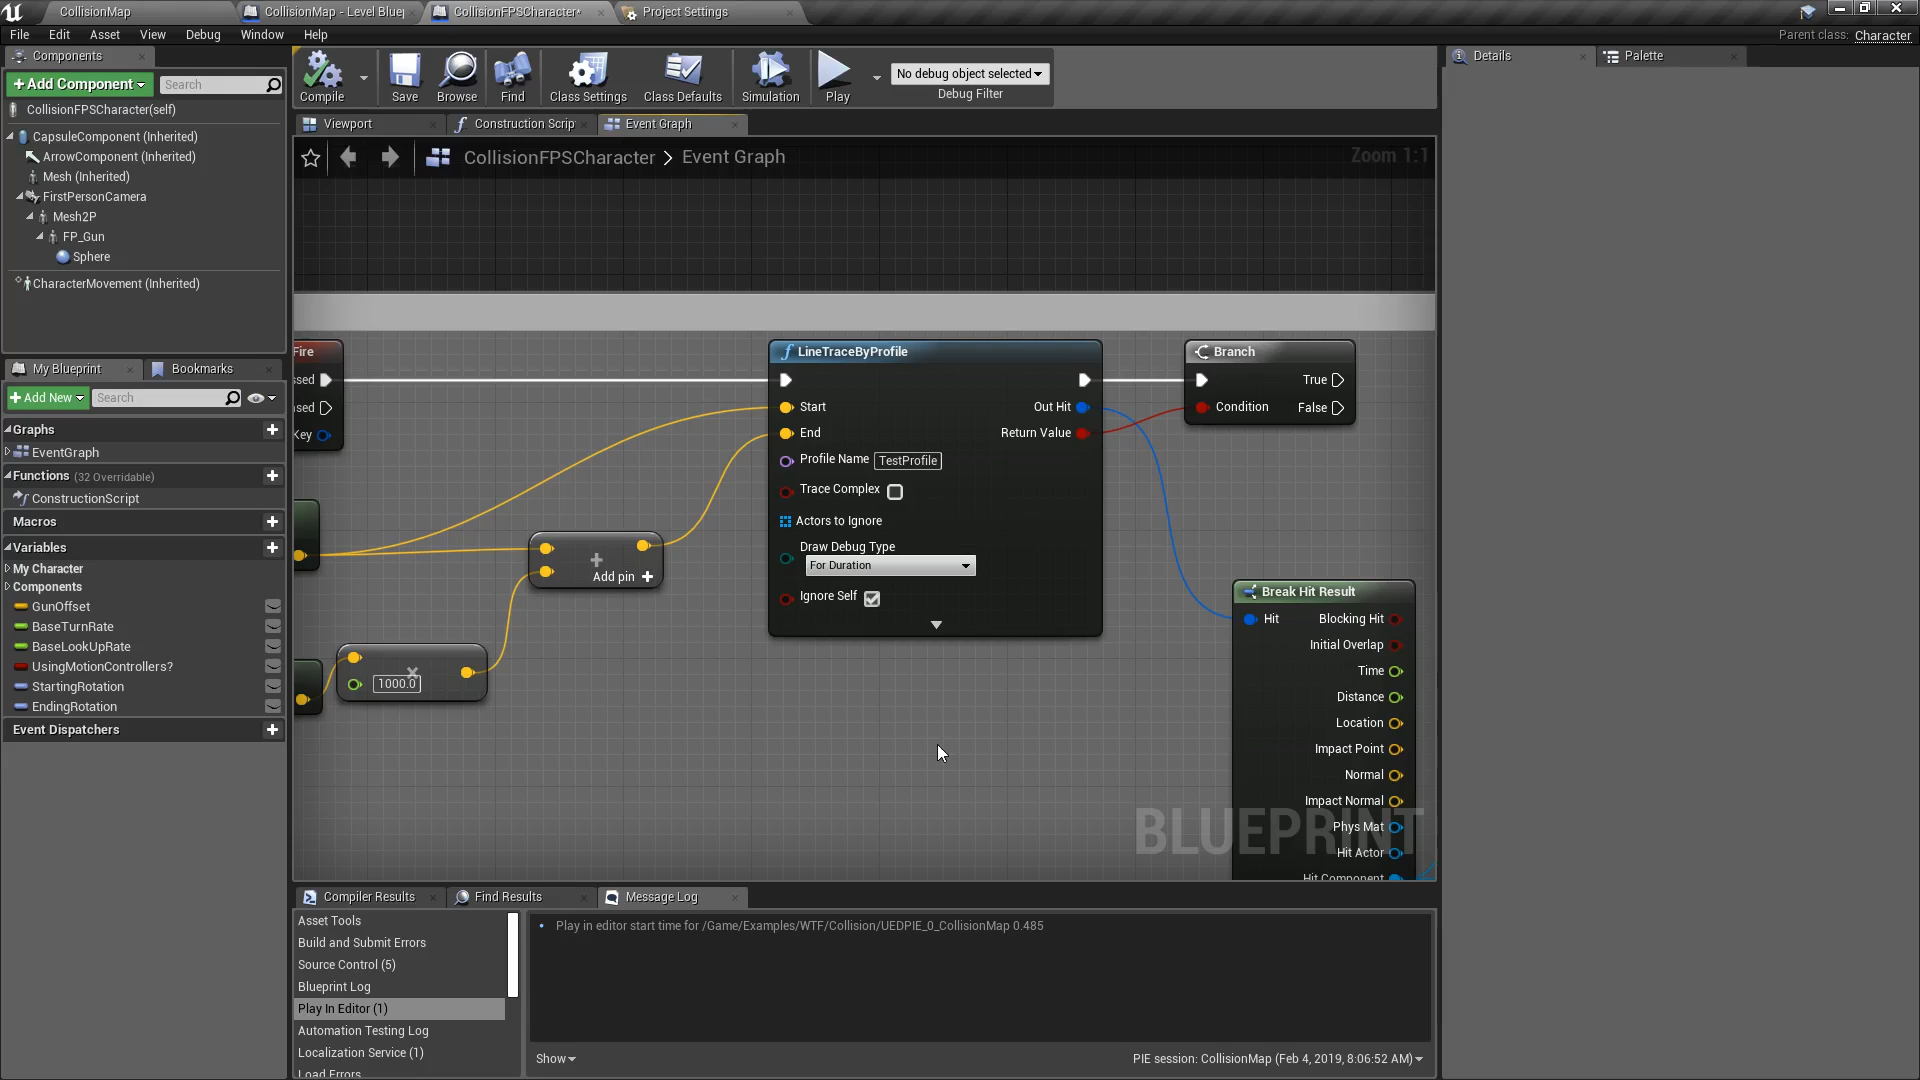 CollisionMap
CollisionMap - Level Bluep
CollisionFPSCharacter*
Project Settings
File
Edit
Asset
View
Debug
Window
Help
Parent class:
Character
Components
+Add Component
Search
CollisionFPSCharacter(self)
CapsuleComponent (Inherited)
ArrowComponent (Inherited)
Mesh (Inherited)
FirstPersonCamera
Mesh2P
FP_Gun
Sphere
CharacterMovement (Inherited)
My Blueprint
Bookmarks
+Add New
Search
Graphs
EventGraph
Functions (32 Overridable)
ConstructionScript
Macros
Variables
My Character
Components
GunOffset
BaseTurnRate
BaseLookUpRate
UsingMotionControllers?
StartingRotation
EndingRotation
Event Dispatchers
Compile
Save
Browse
Find
Class Settings
Class Defaults
Simulation
Play
No debug object selected
Debug Filter
Viewport
Construction Scrip
Event Graph
CollisionFPSCharacter > Event Graph
Zoom 1:1
Fire
ssed
sed
Key
Add pin +
1000.0
LineTraceByProfile
Start
Out Hit
End
Return Value
Profile Name
TestProfile
Trace Complex
Actors to Ignore
Draw Debug Type
For Duration
Ignore Self
Branch
True
Condition
False
Break Hit Result
Hit
Blocking Hit
Initial Overlap
Time
Distance
Location
Impact Point
Normal
Impact Normal
Phys Mat
Hit Actor
Hit Component
BLUEPRINT
Compiler Results
Find Results
Message Log
Asset Tools
Build and Submit Errors
Source Control (5)
Blueprint Log
Play In Editor (1)
Automation Testing Log
Localization Service (1)
Load Errors
Play in editor start time for /Game/Examples/WTF/Collision/UEDPIE_0_CollisionMap 0.485
Show
PIE session: CollisionMap (Feb 4, 2019, 8:06:52 AM)
Details
Palette